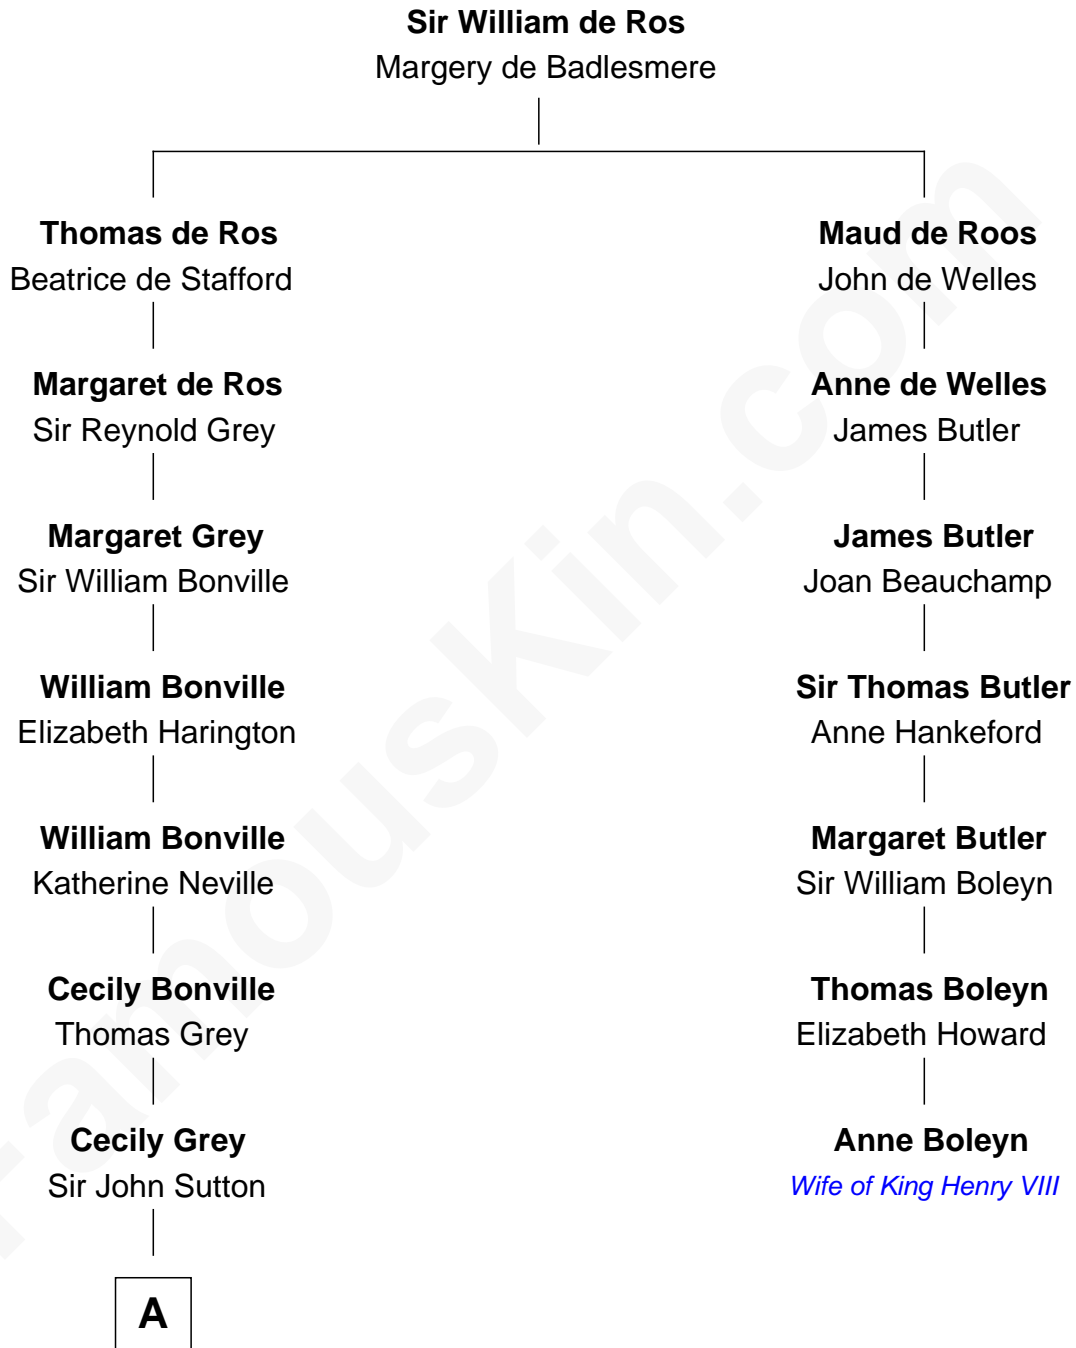 Sir William de Ros
Margery de Badlesmere
Thomas de Ros
Beatrice de Stafford
Maud de Roos
John de Welles
Margaret de Ros
Sir Reynold Grey
Anne de Welles
James Butler
Margaret Grey
Sir William Bonville
James Butler
Joan Beauchamp
William Bonville
Elizabeth Harington
Sir Thomas Butler
Anne Hankeford
William Bonville
Katherine Neville
Margaret Butler
Sir William Boleyn
Cecily Bonville
Thomas Grey
Thomas Boleyn
Elizabeth Howard
Cecily Grey
Sir John Sutton
Anne Boleyn
Wife of King Henry VIII
A
FamousKin.com